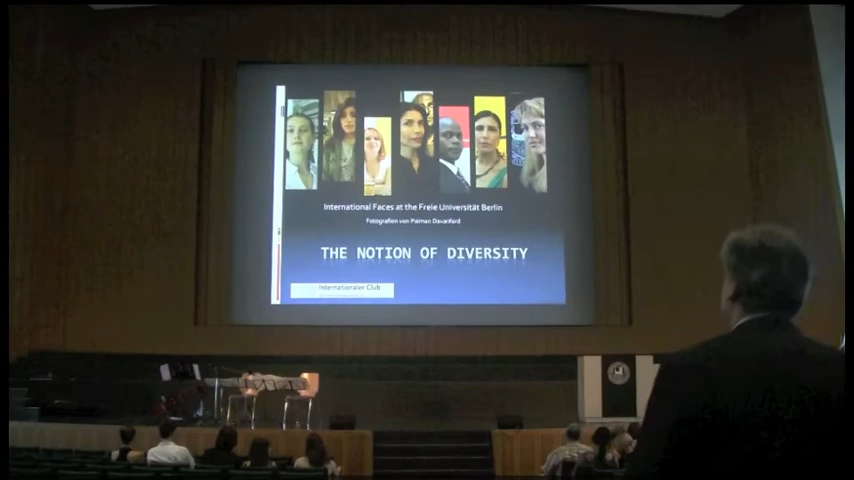 International Faces at the Freie Universität Berlin
Fotografien von Paiman Davarifard
THE NOTION OF DIVERSITY
Internationaler Club